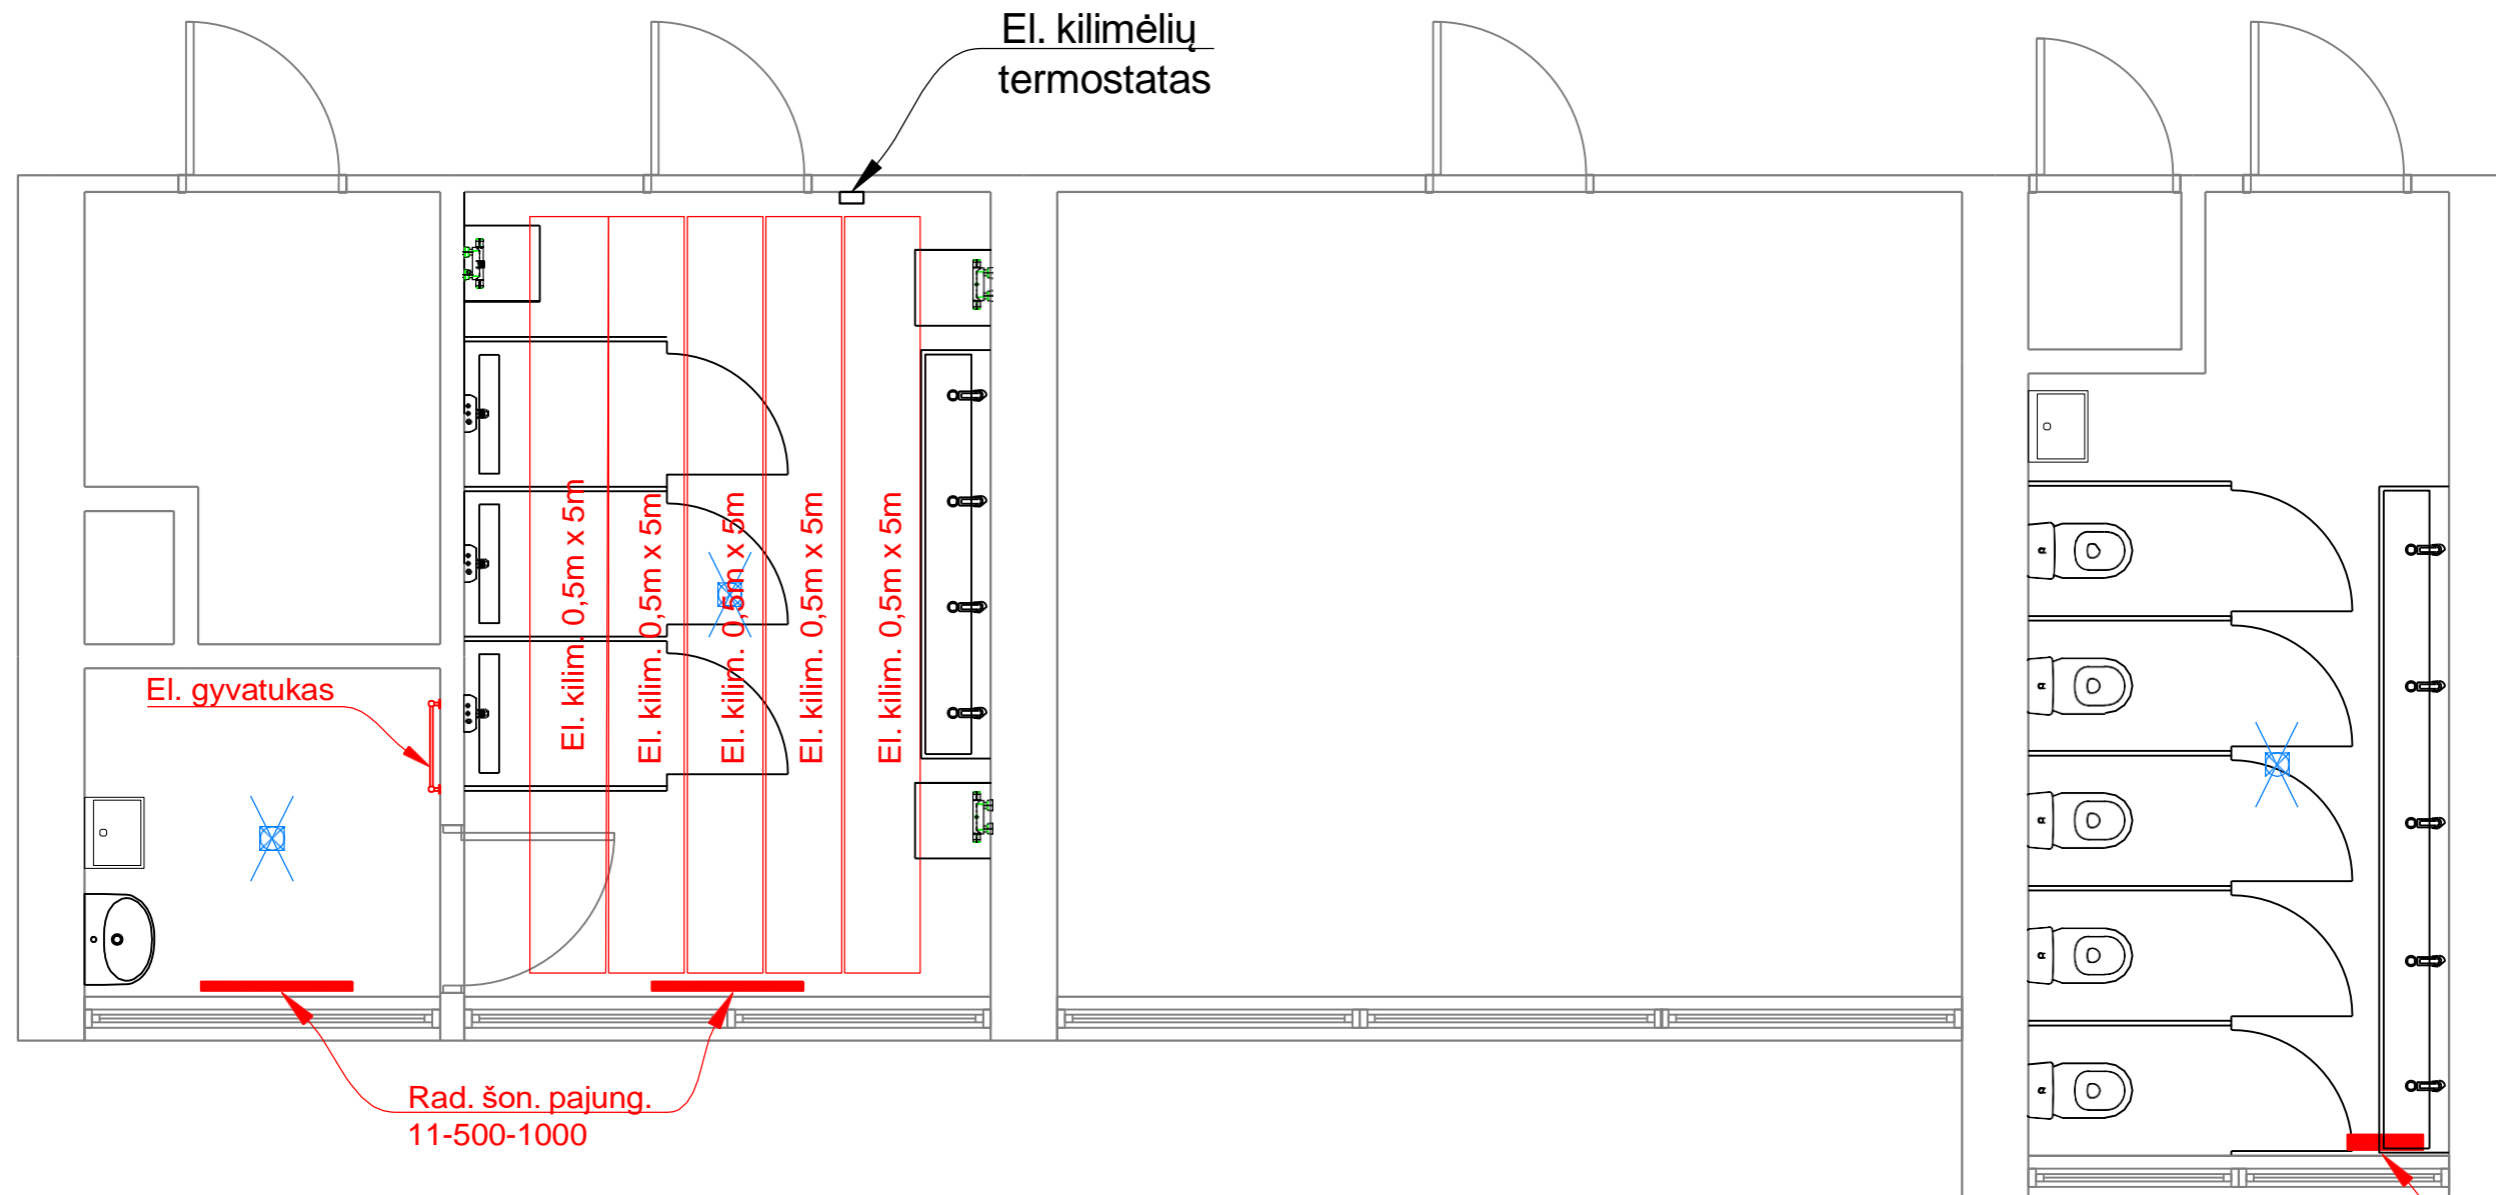 El. kilimėlių
termostatas
El. kilim. 0,5m x 5m
El. kilim. 0,5m x 5m
El. kilim. 0,5m x 5m
El. kilim. 0,5m x 5m
El. kilim. 0,5m x 5m
El. gyvatukas
Rad. šon. pajung.
11-500-1000